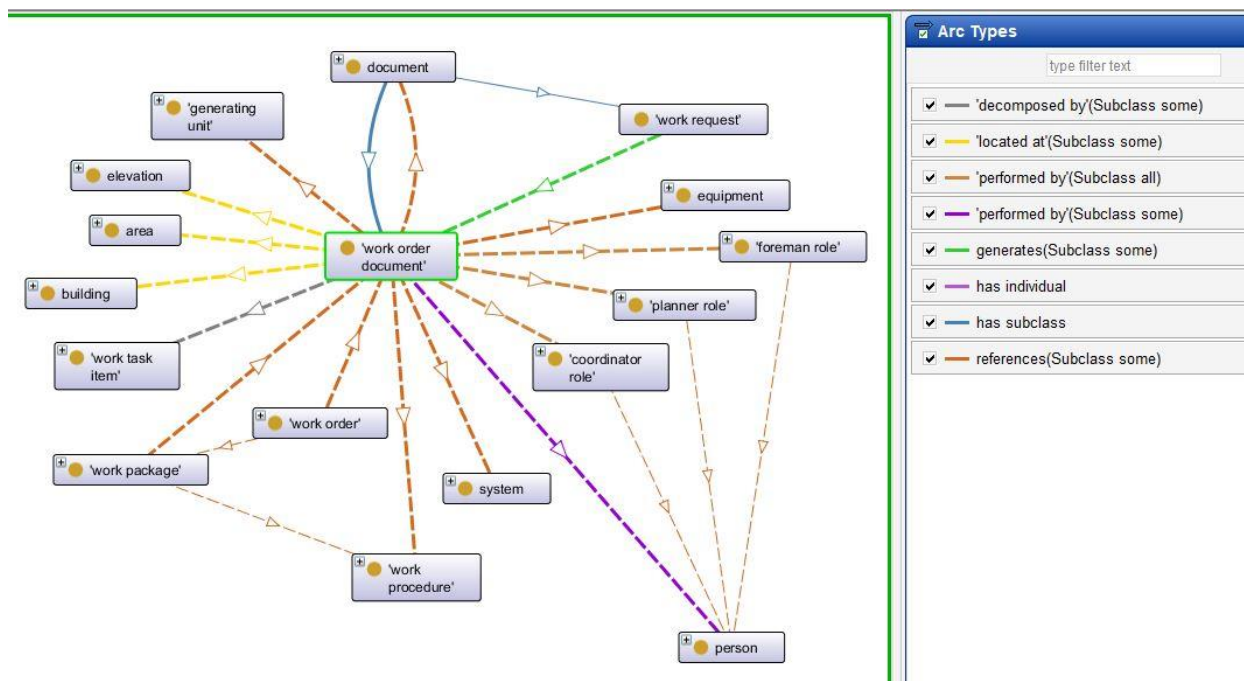 document
'generating
unit'
'work request'
elevation
equipment
area
'foreman role'
'work order
document'
building
'planner role'
'work task
item'
'coordinator
role'
'work order'
'work package'
system
'work
procedure'
person
Arc Types
type filter text
'decomposed by'(Subclass some)
'located at'(Subclass some)
'performed by'(Subclass all)
'performed by'(Subclass some)
generates(Subclass some)
has individual
has subclass
references(Subclass some)